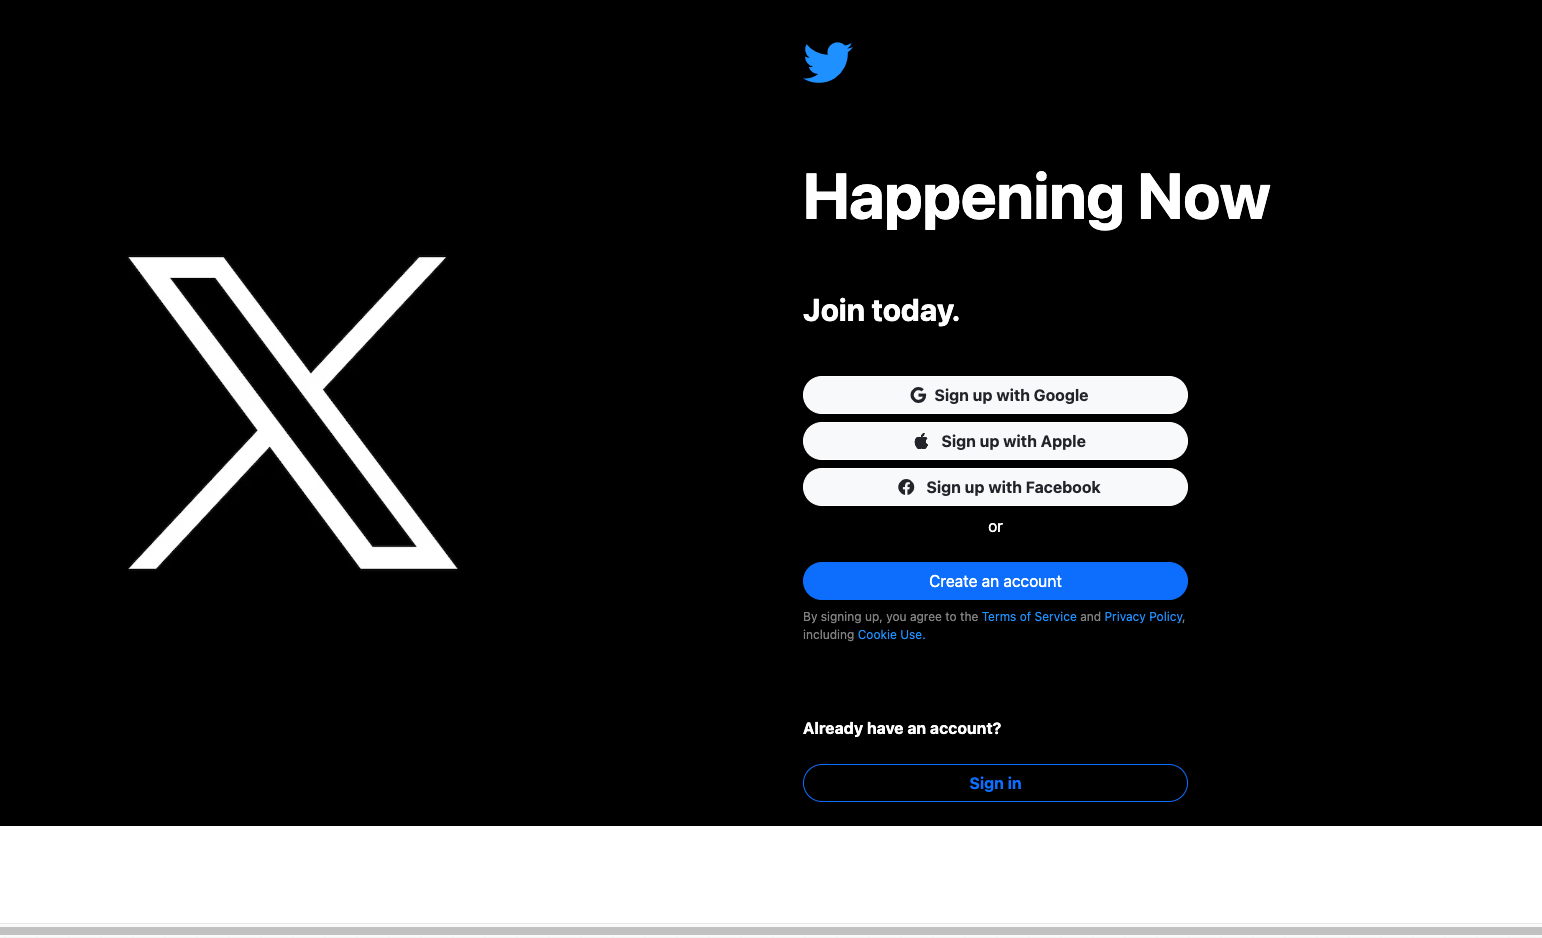 Happening Now
Join today.
Sign up with Google
Sign up with Apple
Sign up with Facebook
or
Create an account
By signing up, you agree to the Terms of Service and Privacy Policy,
including Cookie Use.
Already have an account?
Sign in